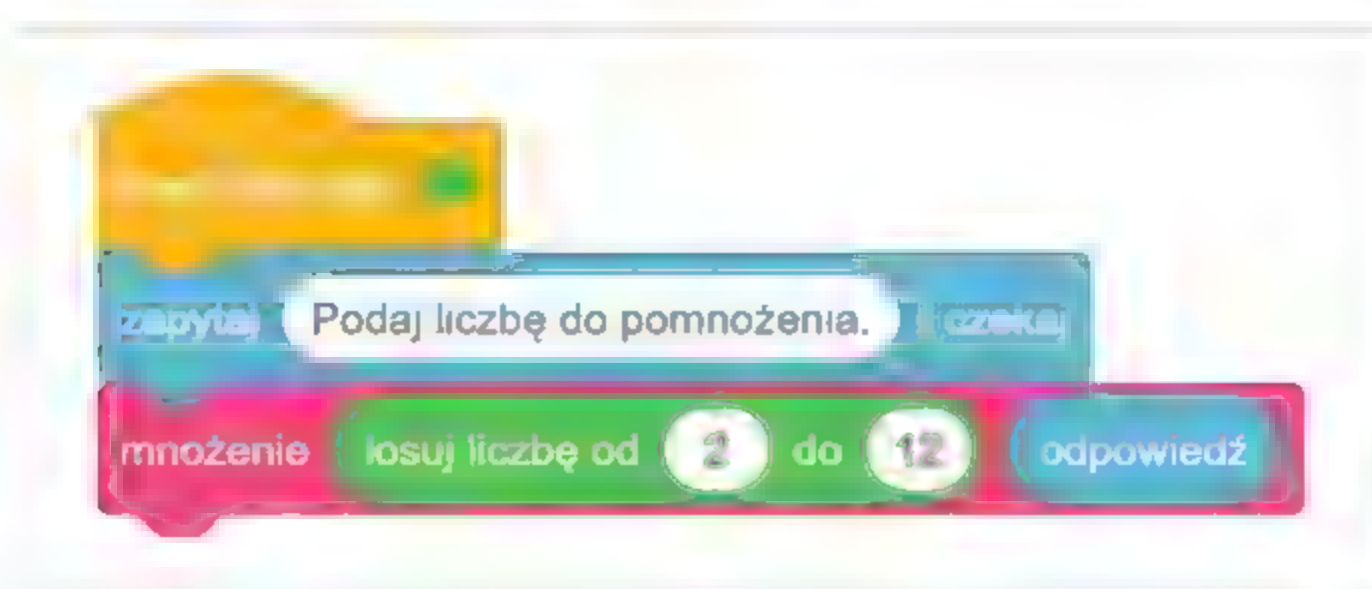 zapytaj Podaj liczbę do pomnożenia. i czekaj
mnożenie losuj liczbę od 2 do 12 odpowiedź